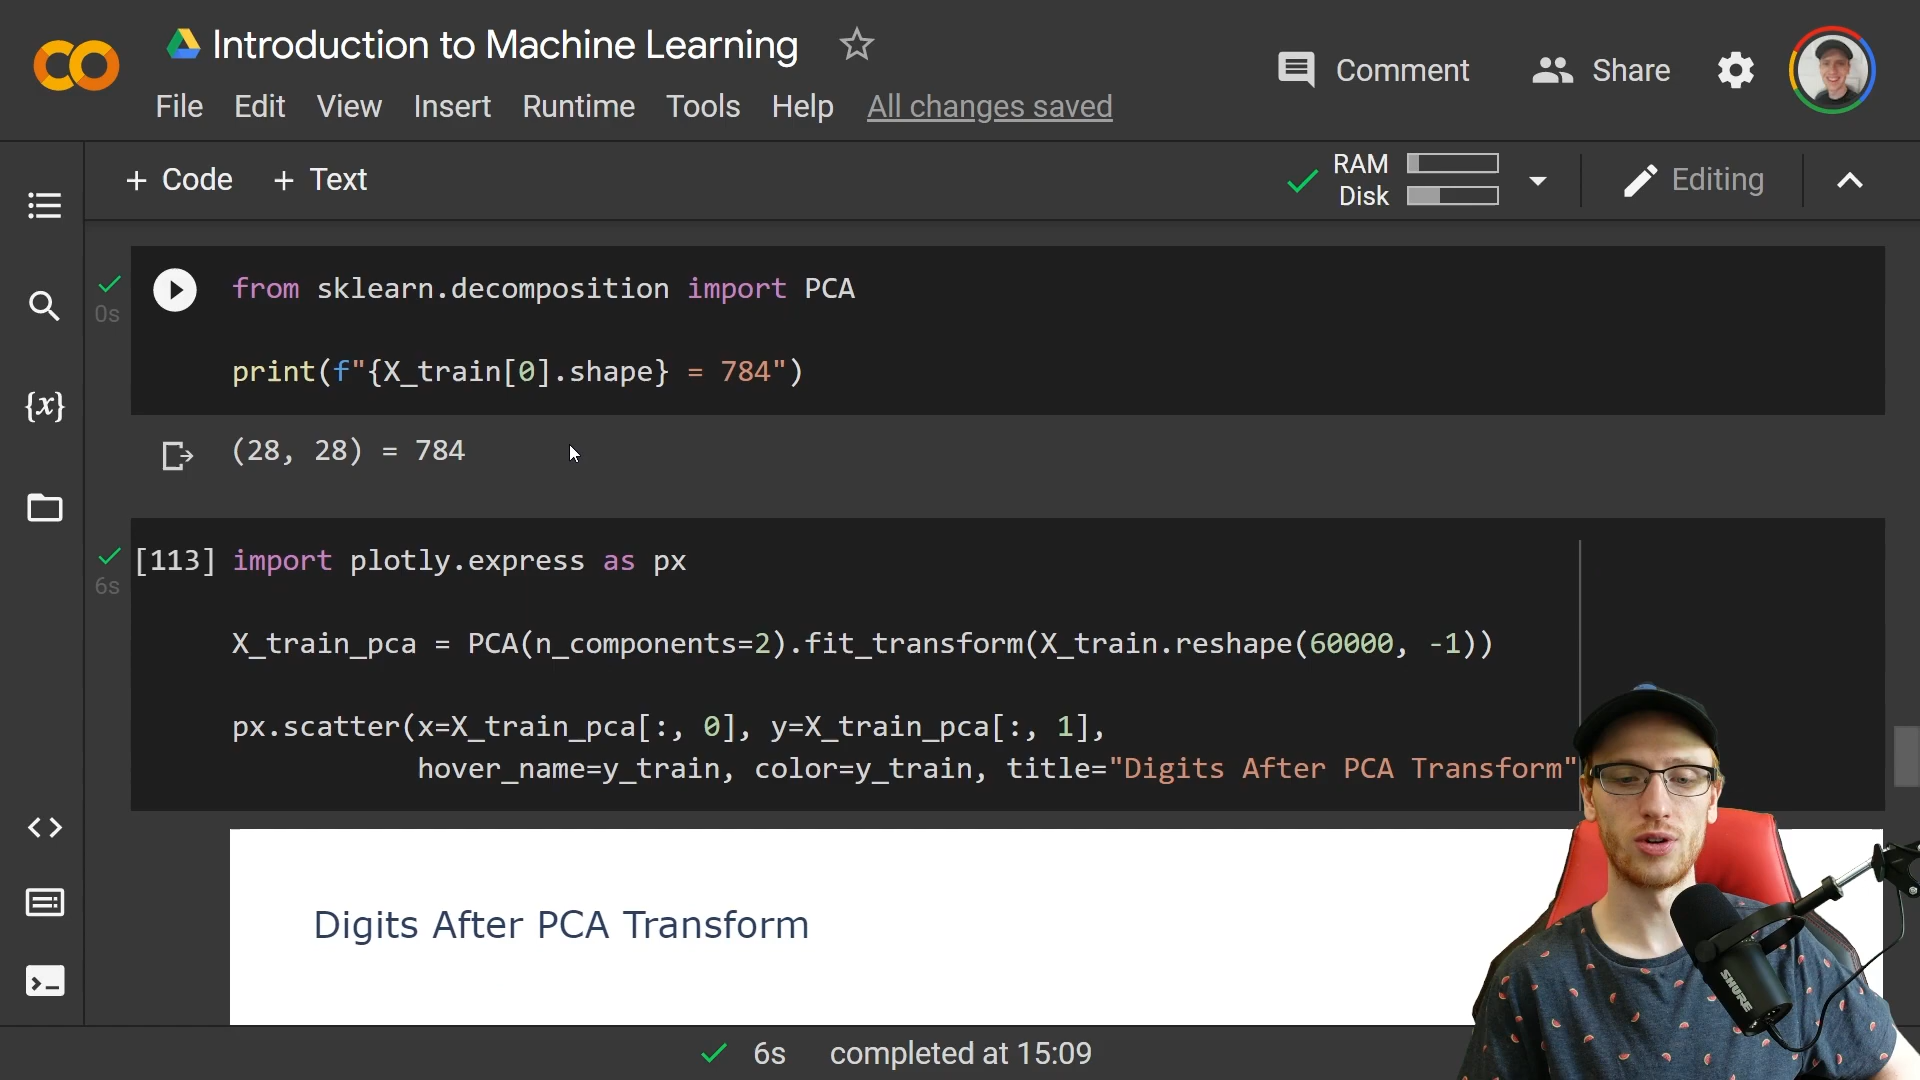 Introduction to Machine Learning
Comment
Share
File Edit View Insert Runtime Tools Help All changes saved
+ Code + Text
RAM
Disk
Editing
from sklearn.decomposition import PCA
0s
print(f"{X_train[0].shape} = 784")
{x}
(28, 28) = 784
[113] import plotly.express as px
6s
X_train_pca = PCA(n_components=2).fit_transform(X_train.reshape(60000, -1))
px.scatter(x=X_train_pca[:, 0], y=X_train_pca[:, 1],
hover_name=y_train, color=y_train, title="Digits After PCA Transform"
Digits After PCA Transform
SHURE
6s completed at 15:09